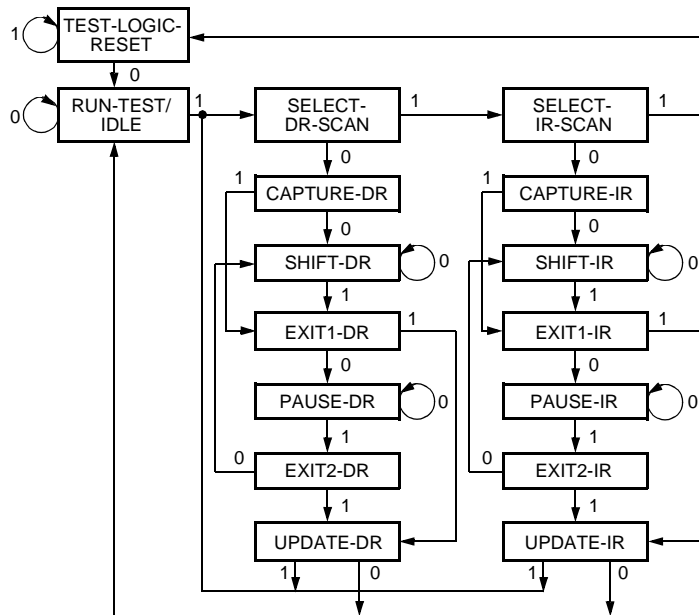 TEST-LOGIC-
RESET
1
0
RUN-TEST/
IDLE
0
1
SELECT-
DR-SCAN
1
SELECT-
IR-SCAN
1
0
0
1
CAPTURE-DR
1
CAPTURE-IR
0
0
SHIFT-DR
0
SHIFT-IR
0
1
1
EXIT1-DR
1
EXIT1-IR
1
0
0
PAUSE-DR
0
PAUSE-IR
0
1
1
0
EXIT2-DR
0
EXIT2-IR
1
1
UPDATE-DR
UPDATE-IR
1
0
1
0